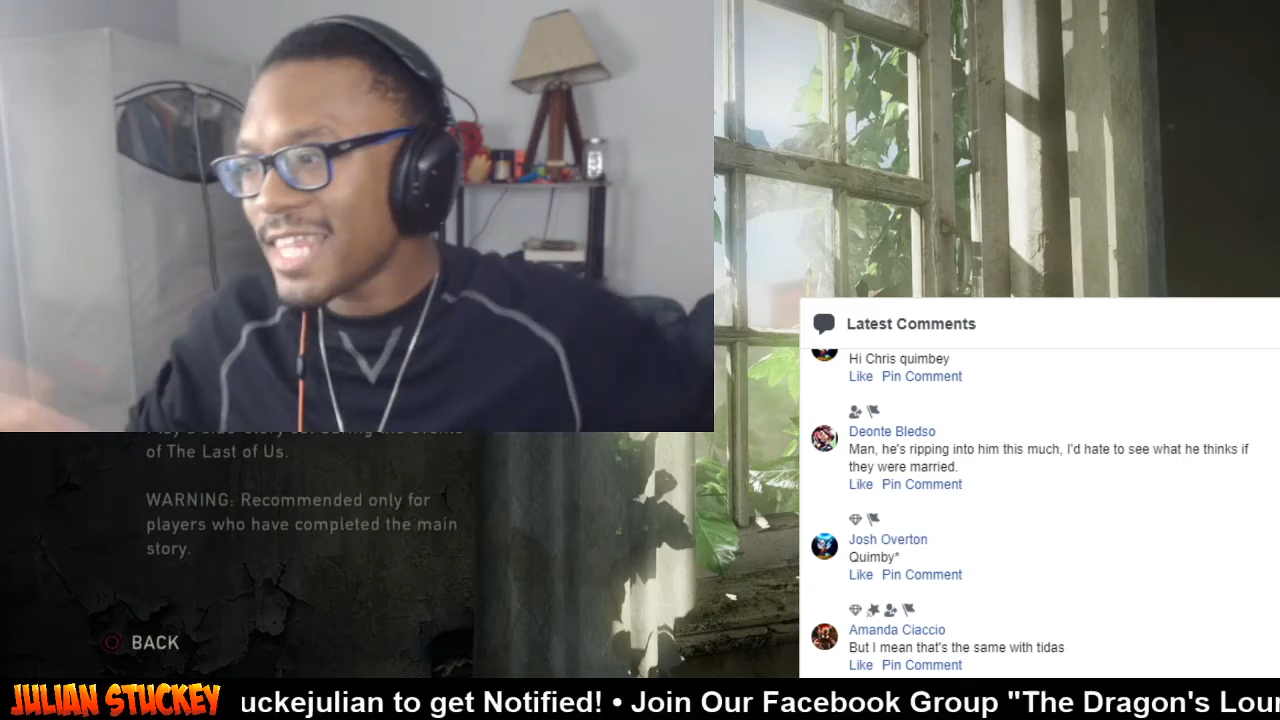 of The Last of Us.
WARNING: Recommended only for
players who have completed the main
story.
BACK
Latest Comments
Hi Chris quimbey
Like Pin Comment
Deonte Bledso
Man, he's ripping into him this much, I'd hate to see what he thinks if
they were married.
Like Pin Comment
Josh Overton
Quimby*
Like Pin Comment
Amanda Ciaccio
But I mean that's the same with tidas
Like Pin Comment
JULIAN STUCKEY
uckejulian to get Notified! • Join Our Facebook Group "The Dragon's Loun